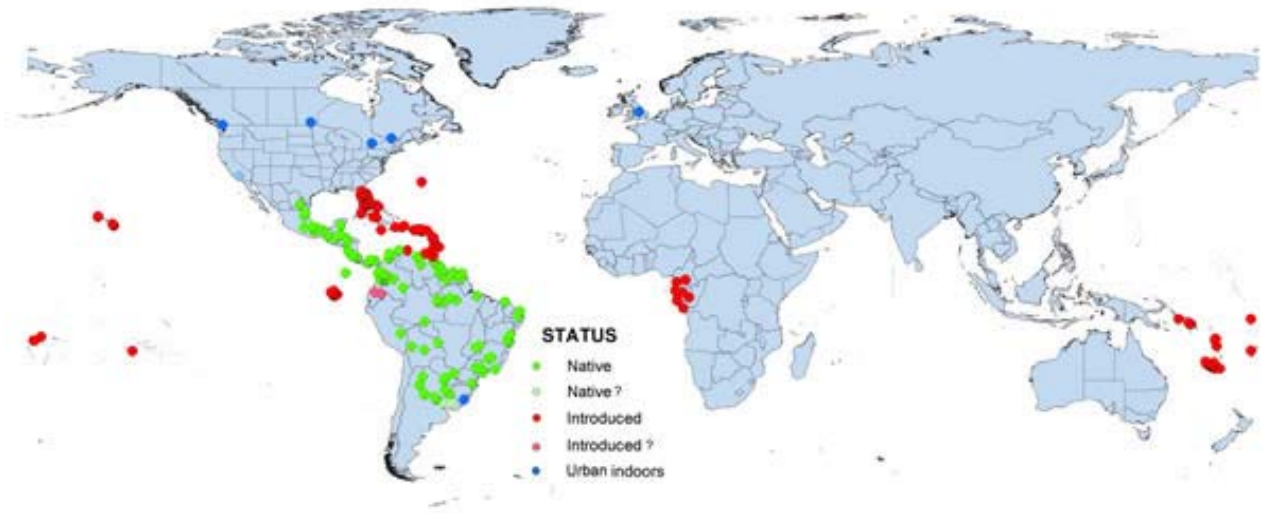 STATUS
Native
Native ?
Introduced
Introduced ?
Urban indoors